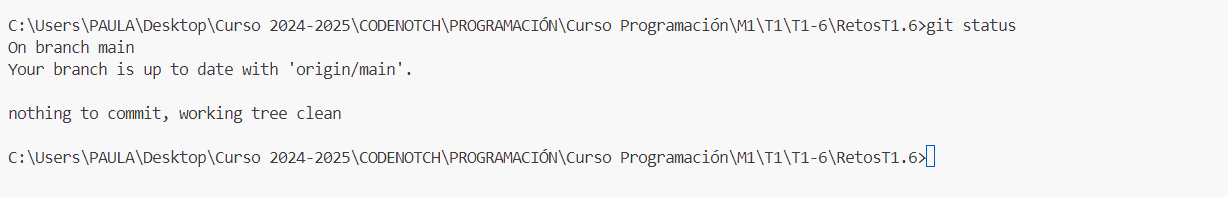 C:\Users\PAULA\Desktop\Curso 2024-2025\CODENOTCH\PROGRAMACIÓN\Curso Programación\M1\T1\T1-6\RetosT1.6>git status
On branch main
Your branch is up to date with 'origin/main'.
nothing to commit, working tree clean
C:\Users\PAULA\Desktop\Curso 2024-2025\CODENOTCH\PROGRAMACIÓN\Curso Programación\M1\T1\T1-6\RetosT1.6>